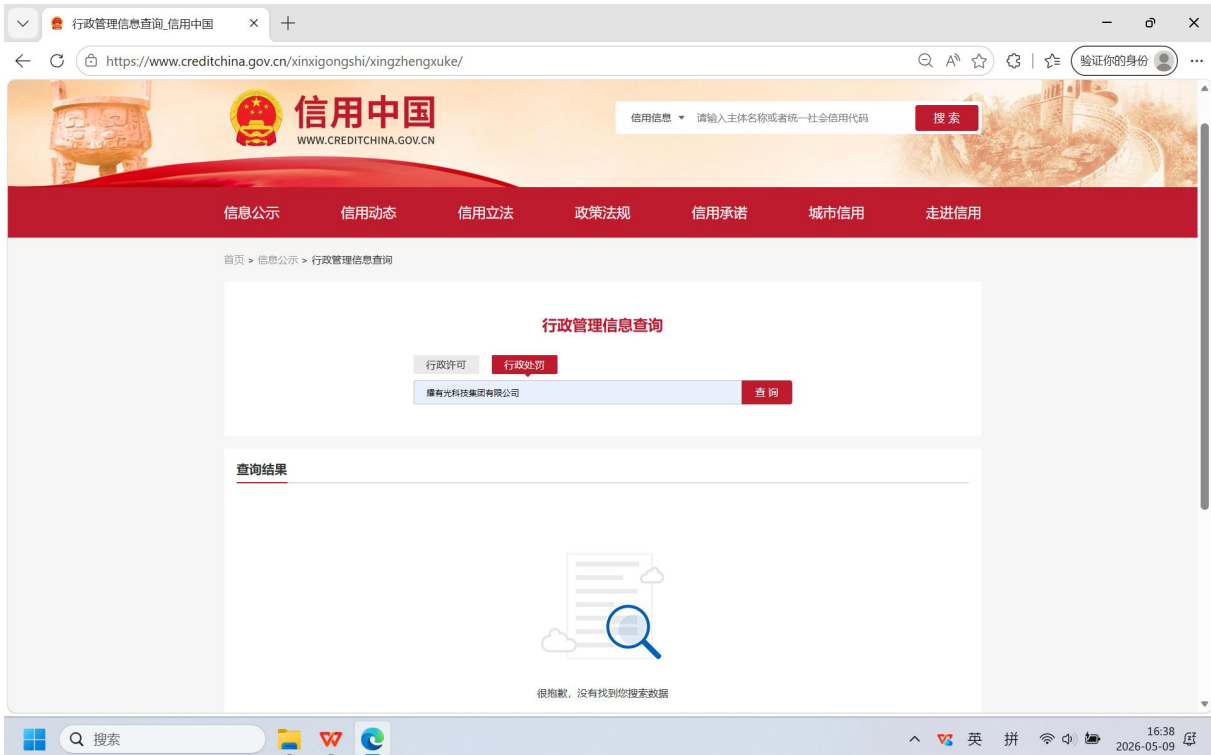 行政管理信息查询_信用中国
https://www.creditchina.gov.cn/xinxigongshi/xingzhengxuke/
验证你的身份
信用中国
WWW.CREDITCHINA.GOV.CN
信用信息 请输入主体名称或者统一社会信用代码 搜索
信息公示 信用动态 信用立法 政策法规 信用承诺 城市信用 走进信用
首页 > 信息公示 > 行政管理信息查询
行政管理信息查询
行政许可 行政处罚
耀有光科技集团有限公司 查询
查询结果
很抱歉，没有找到您搜索数据
搜索
英 拼 16:38
2026-05-09